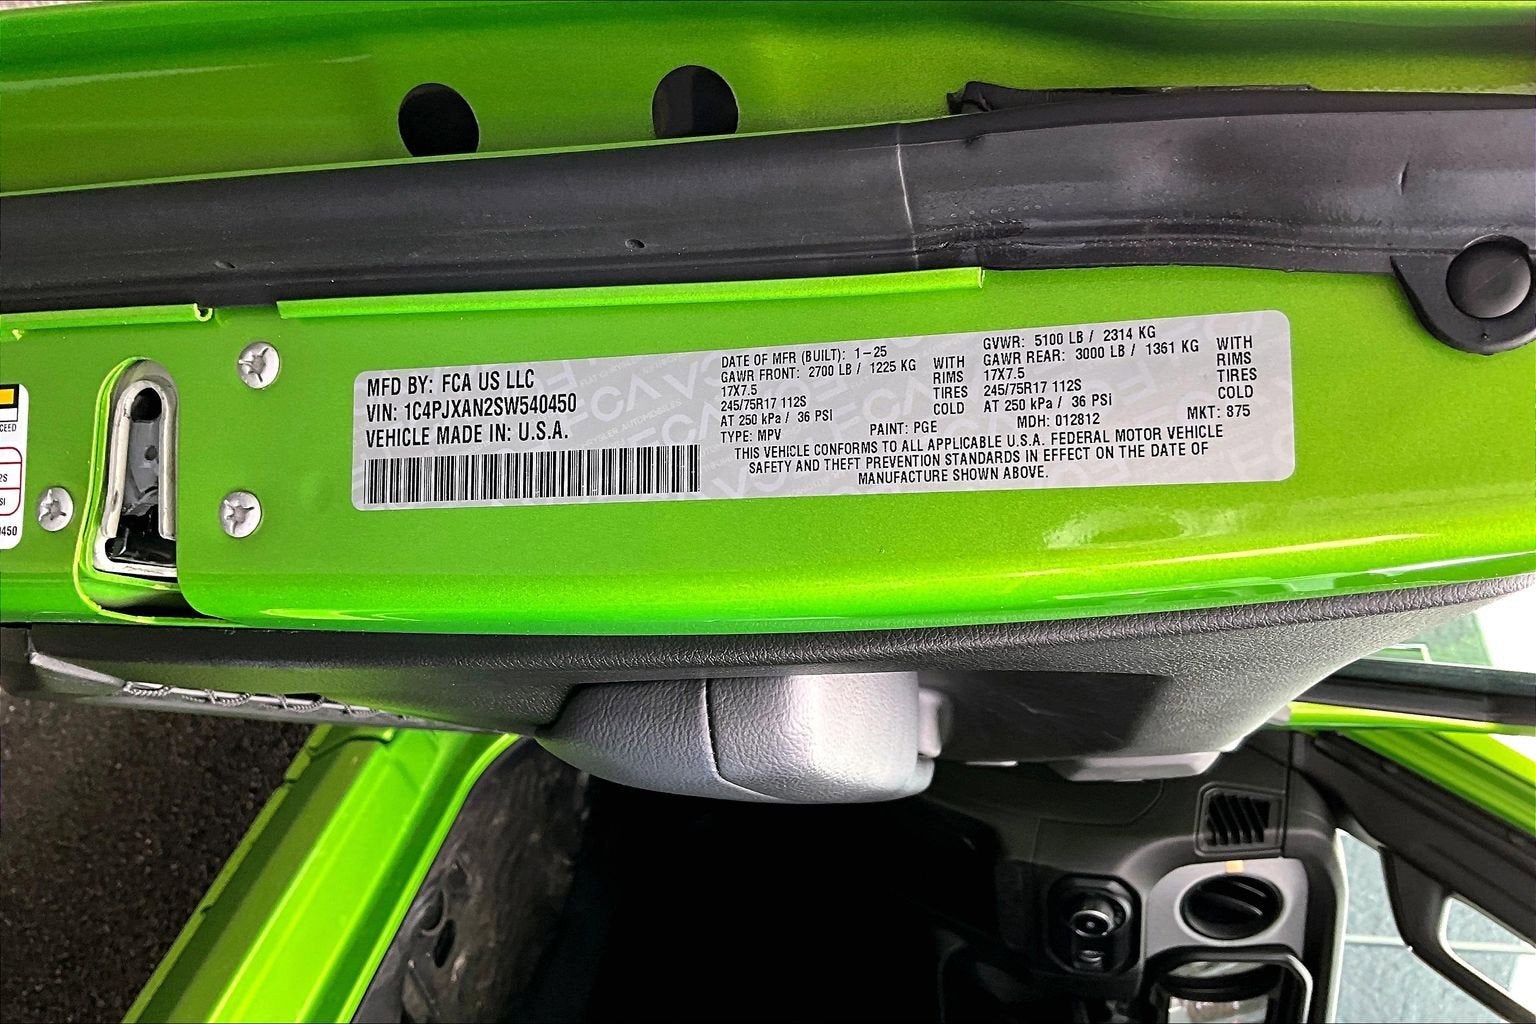 MFD BY: FCA US LLC
VIN: 1C4PJXAN2SW540450
VEHICLE MADE IN: U.S.A.
DATE OF MFR (BUILT): 1-25
GAWR FRONT: 2700 LB / 1225 KG WITH
17X7.5 RIMS
245/75R17 112S TIRES
AT 250 kPa / 36 PSI COLD
GVWR: 5100 LB / 2314 KG
GAWR REAR: 3000 LB / 1361 KG WITH
17X7.5 RIMS
245/75R17 112S TIRES
AT 250 kPa / 36 PSI COLD
TYPE: MPV PAINT: PGE MDH: 012812 MKT: 875
THIS VEHICLE CONFORMS TO ALL APPLICABLE U.S.A. FEDERAL MOTOR VEHICLE
SAFETY AND THEFT PREVENTION STANDARDS IN EFFECT ON THE DATE OF
MANUFACTURE SHOWN ABOVE.